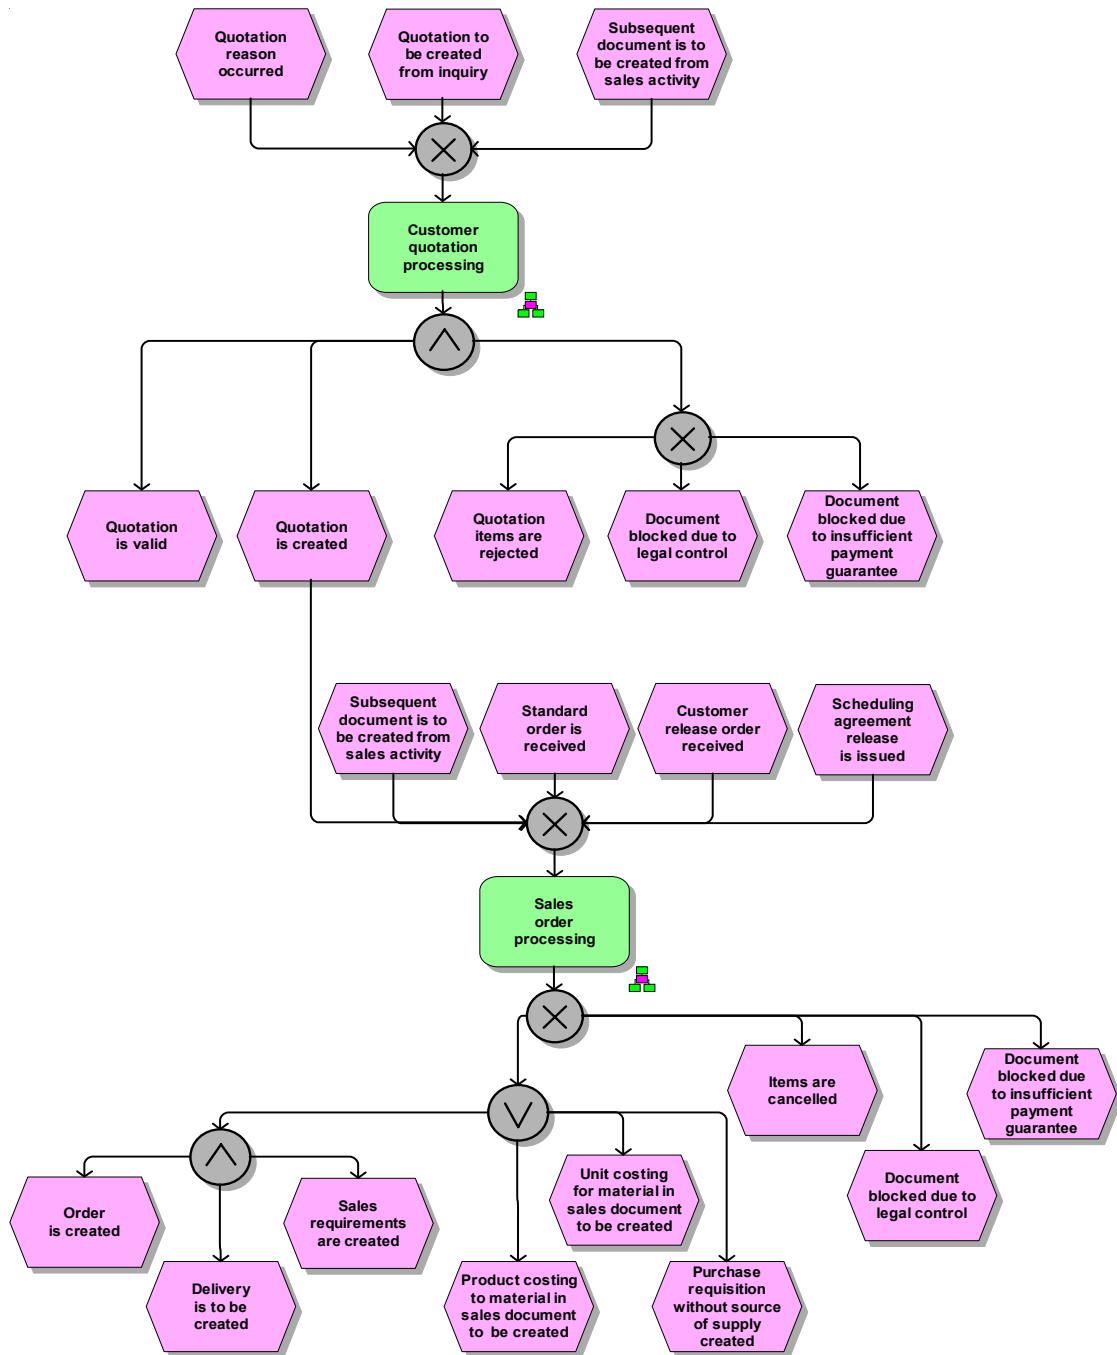 Quotation
reason
occurred
Quotation to
be created
from inquiry
Subsequent
document is to
be created from
sales activity
Customer
quotation
processing
Quotation
is valid
Quotation
is created
Quotation
items are
rejected
Document
blocked due to
legal control
Document
blocked due
to insufficient
payment
guarantee
Subsequent
document is to
be created from
sales activity
Standard
order is
received
Customer
release order
received
Scheduling
agreement
release
is issued
Sales
order
processing
Items are
cancelled
Document
blocked due
to insufficient
payment
guarantee
Order
is created
Sales
requirements
are created
Unit costing
for material in
sales document
to be created
Document
blocked due to
legal control
Delivery
is to be
created
Product costing
to material in
sales document
to be created
Purchase
requisition
without source
of supply
created